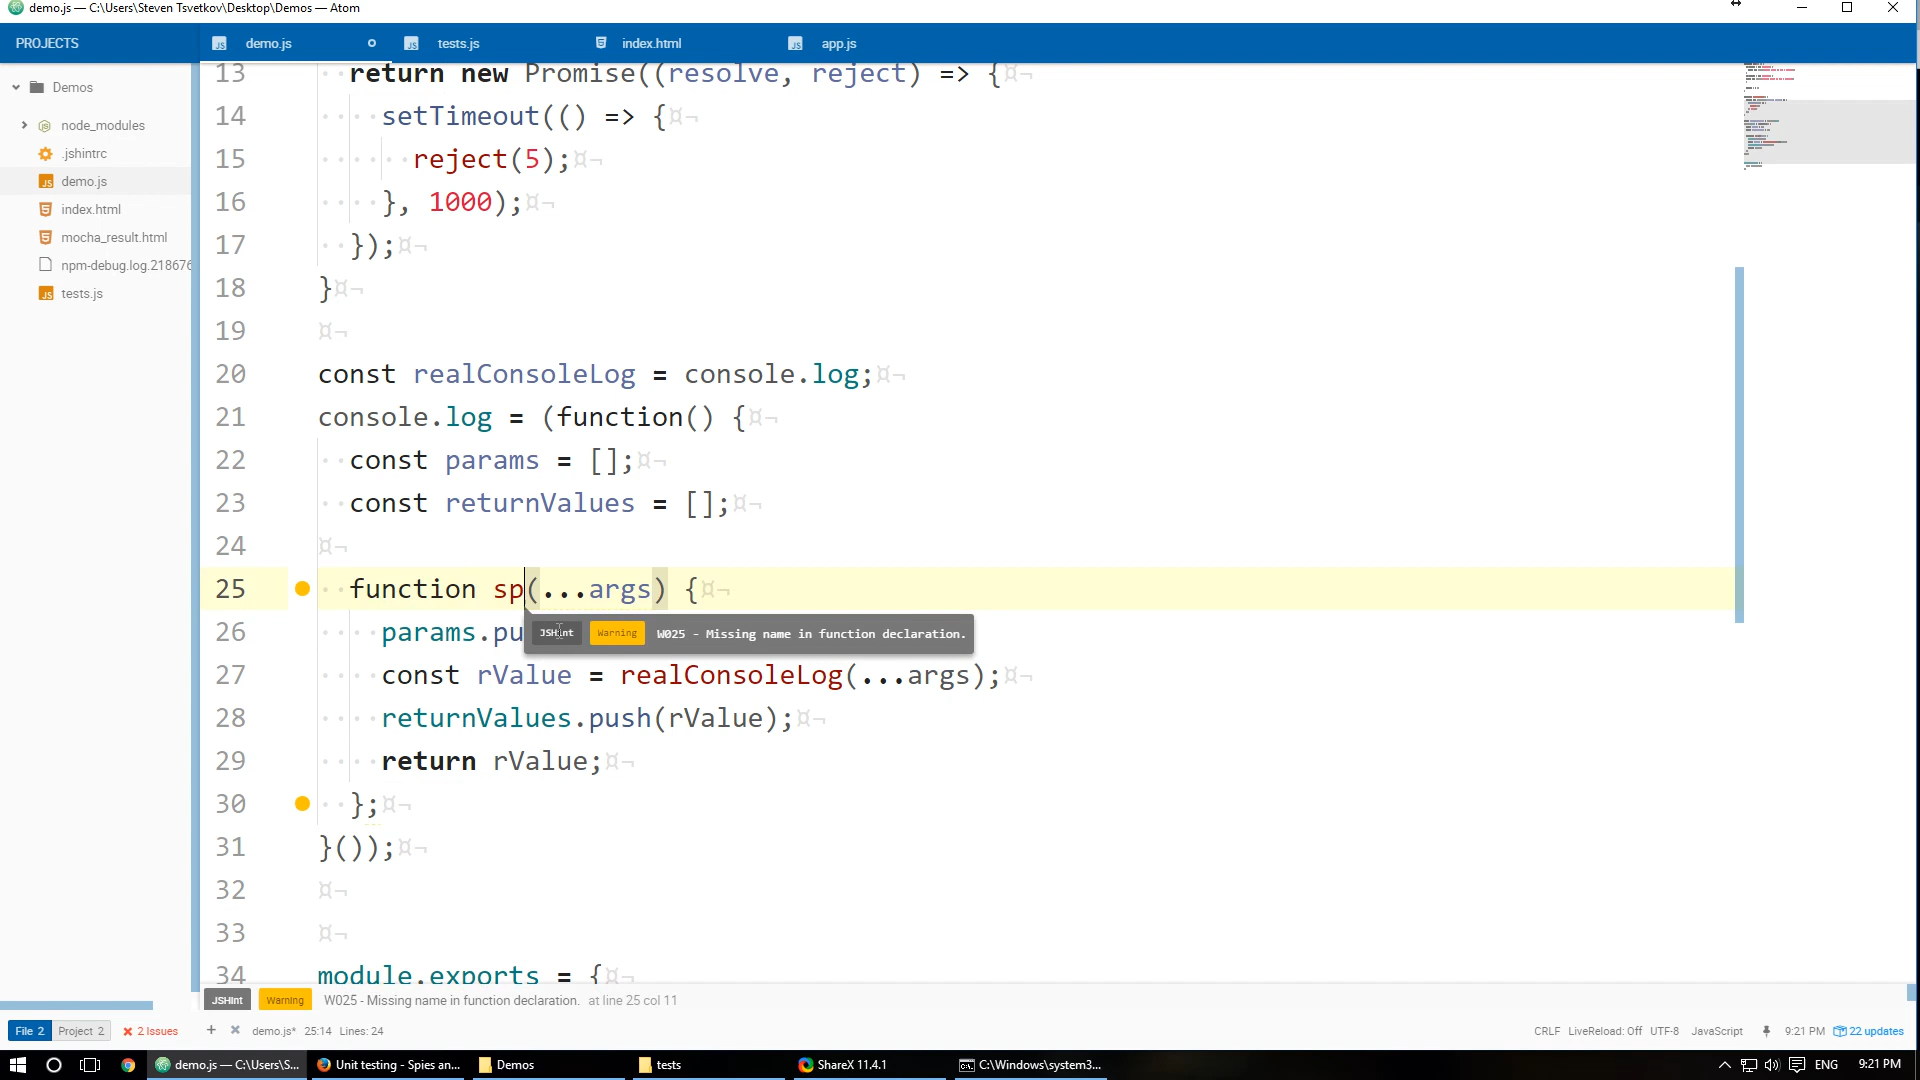 demo.js — C:\Users\Steven Tsvetkov\Desktop\Demos — Atom
PROJECTS
demo.js
tests.js
index.html
app.js
Demos
node_modules
.jshintrc
demo.js
index.html
mocha_result.html
npm-debug.log.218676
tests.js
13 return new Promise((resolve, reject) => {
14 setTimeout(() => {
15 reject(5);
16 }, 1000);
17 });
18 }
19
20 const realConsoleLog = console.log;
21 console.log = (function() {
22 const params = [];
23 const returnValues = [];
24
25 function sp(...args) {
26 params.pu
JSHint Warning W025 - Missing name in function declaration.
27 const rValue = realConsoleLog(...args);
28 returnValues.push(rValue);
29 return rValue;
30 };
31 }());
32
33
34 module.exports = {
JSHint Warning W025 - Missing name in function declaration. at line 25 col 11
File 2 Project 2 2 Issues demo.js* 25:14 Lines: 24 CRLF LiveReload: Off UTF-8 JavaScript 9:21 PM 22 updates
demo.js — C:\Users\S... Unit testing - Spies an... Demos tests ShareX 11.4.1 C:\Windows\system3... ENG 9:21 PM